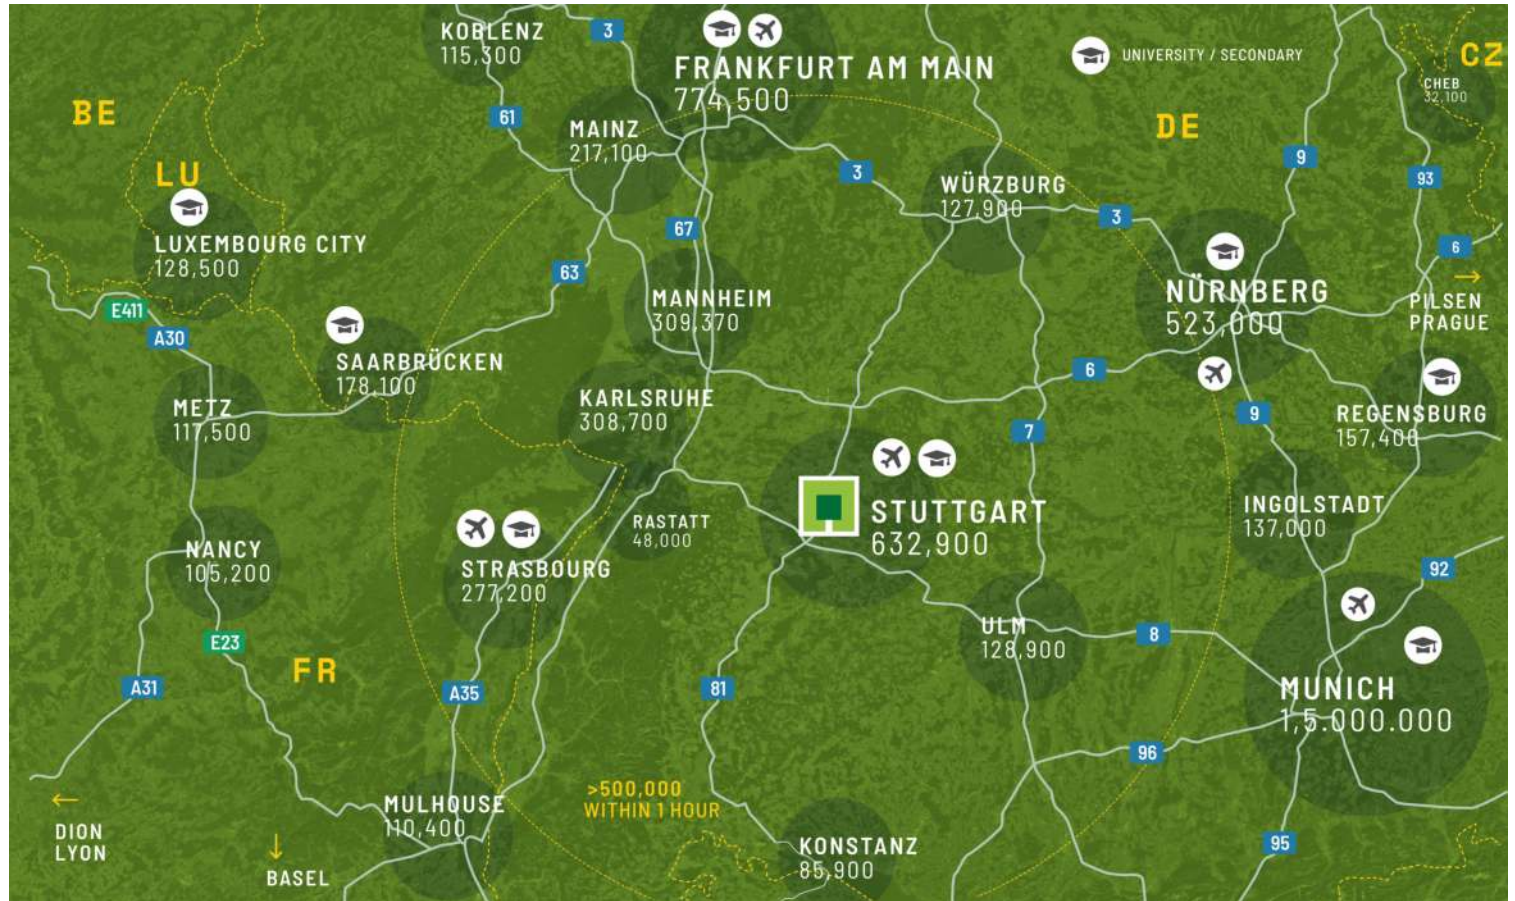 KOBLENZ
115,300
3
FRANKFURT AM MAIN
774,500
UNIVERSITY / SECONDARY
CZ
CHEB
32,100
BE
61
MAINZ
217,100
DE
9
3
93
LU
WÜRZBURG
127,900
3
67
LUXEMBOURG CITY
128,500
6
63
MANNHEIM
309,370
NÜRNBERG
523,000
PILSEN
PRAGUE
E411
A30
SAARBRÜCKEN
178,100
6
METZ
117,500
KARLSRUHE
308,700
9
REGENSBURG
157,400
7
STUTTGART
632,900
INGOLSTADT
137,000
RASTATT
48,000
NANCY
105,200
STRASBOURG
277,200
92
ULM
128,900
8
E23
FR
A31
A35
81
MUNICH
1,5.000.000
96
>500,000
WITHIN 1 HOUR
MULHOUSE
110,400
DION
LYON
BASEL
KONSTANZ
85,900
95